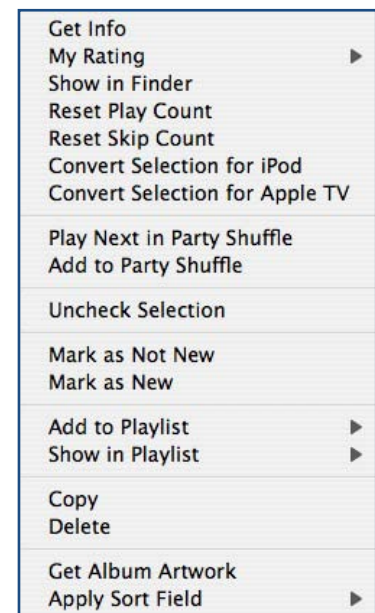 Get Info
My Rating
Show in Finder
Reset Play Count
Reset Skip Count
Convert Selection for iPod
Convert Selection for Apple TV
Play Next in Party Shuffle
Add to Party Shuffle
Uncheck Selection
Mark as Not New
Mark as New
Add to Playlist
Show in Playlist
Copy
Delete
Get Album Artwork
Apply Sort Field